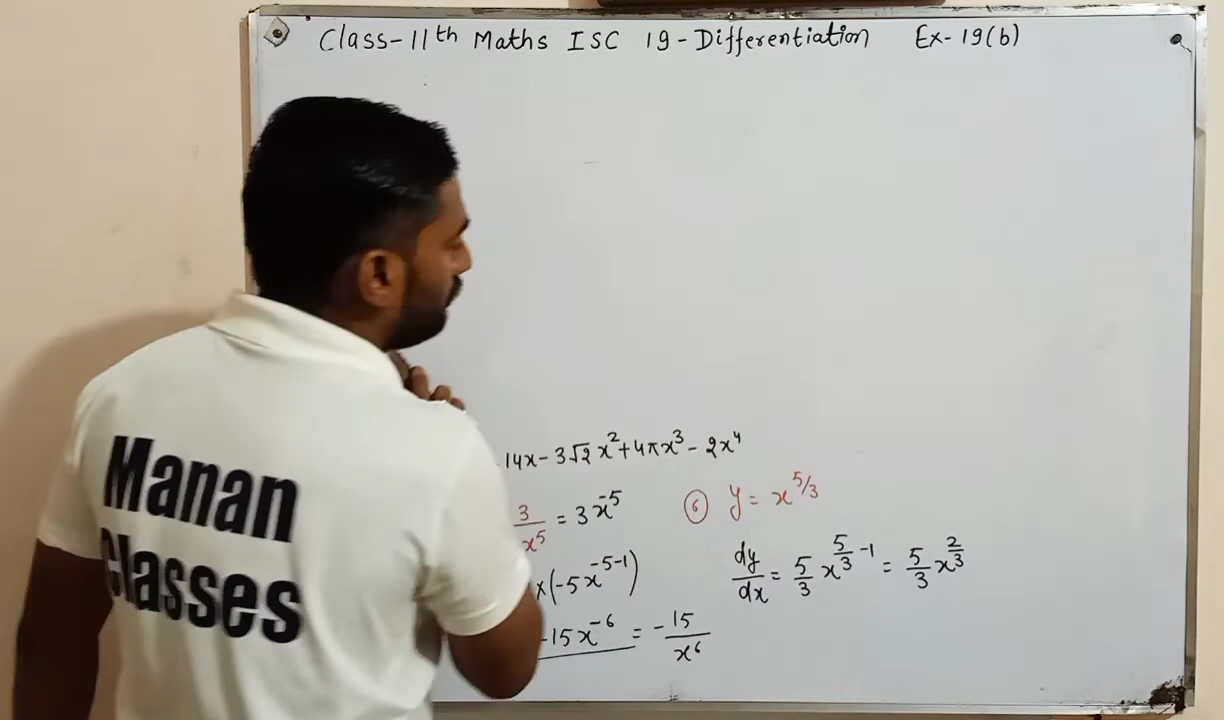 Class-11th Maths ISC 19-Differentiation Ex-19(b)
14x - 3√2 x² + 4πx³ - 2x⁴
3/x⁵ = 3x⁻⁵
x(-5x⁻⁵⁻¹)
-15x⁻⁶ = -15/x⁶
⑥ y = x^5/3
dy/dx = 5/3 x^5/3 -1 = 5/3 x^2/3
Manan
Classes